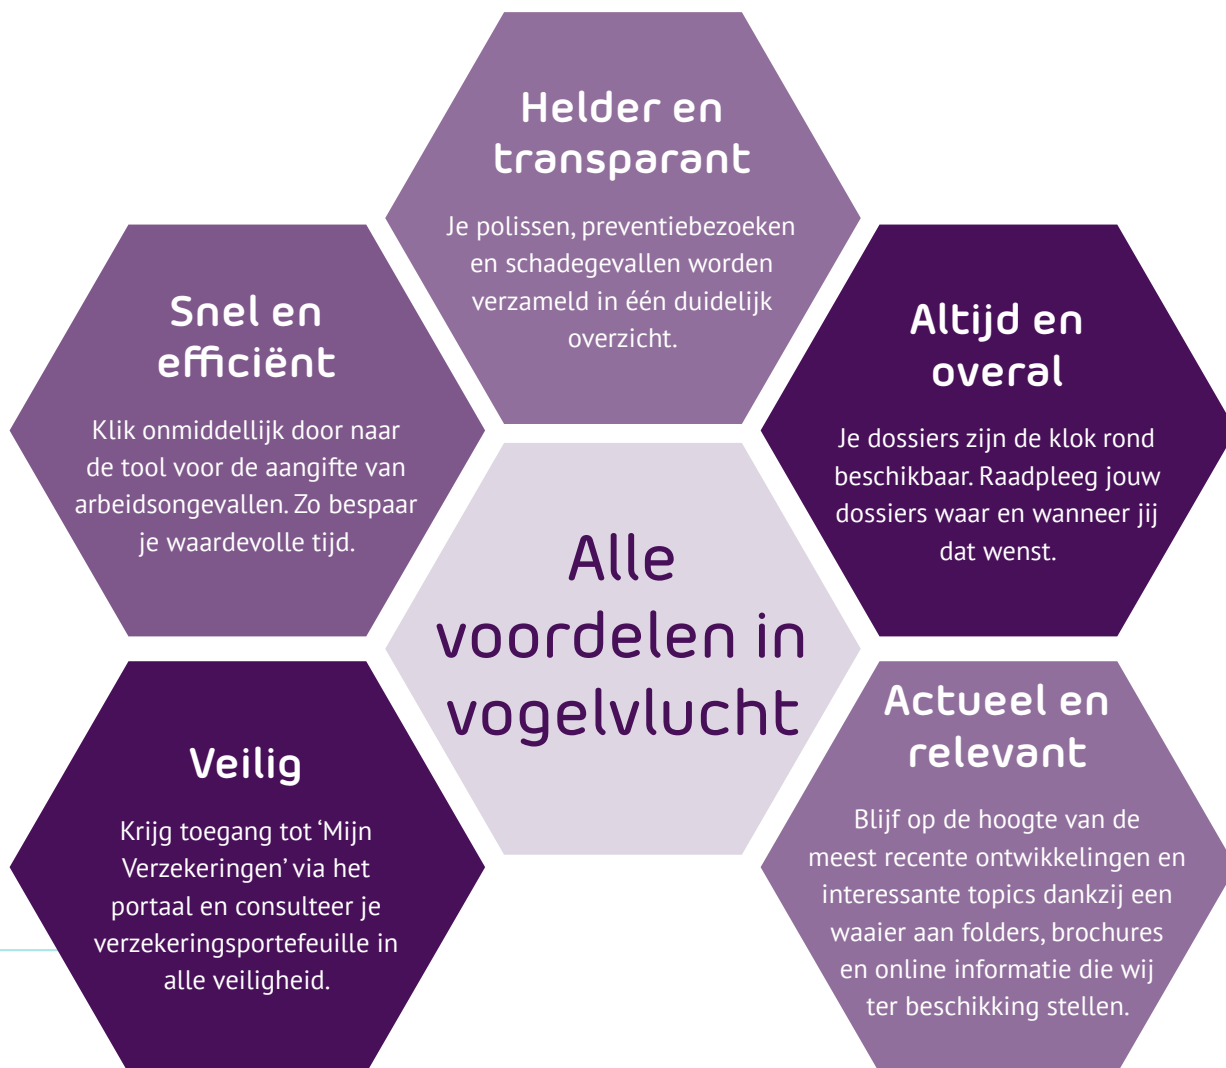 Helder en
transparant
Je polissen, preventiebezoeken
en schadegevallen worden
verzameld in één duidelijk
overzicht.
Snel en
efficiënt
Klik onmiddellijk door naar
de tool voor de aangifte van
arbeidsongevallen. Zo bespaar
je waardevolle tijd.
Altijd en
overal
Je dossiers zijn de klok rond
beschikbaar. Raadpleeg jouw
dossiers waar en wanneer jij
dat wenst.
Alle
voordelen in
vogelvlucht
Veilig
Krijg toegang tot ‘Mijn
Verzekeringen’ via het
portaal en consulteer je
verzekeringsportefeuille in
alle veiligheid.
Actueel en
relevant
Blijf op de hoogte van de
meest recente ontwikkelingen en
interessante topics dankzij een
waaier aan folders, brochures
en online informatie die wij
ter beschikking stellen.